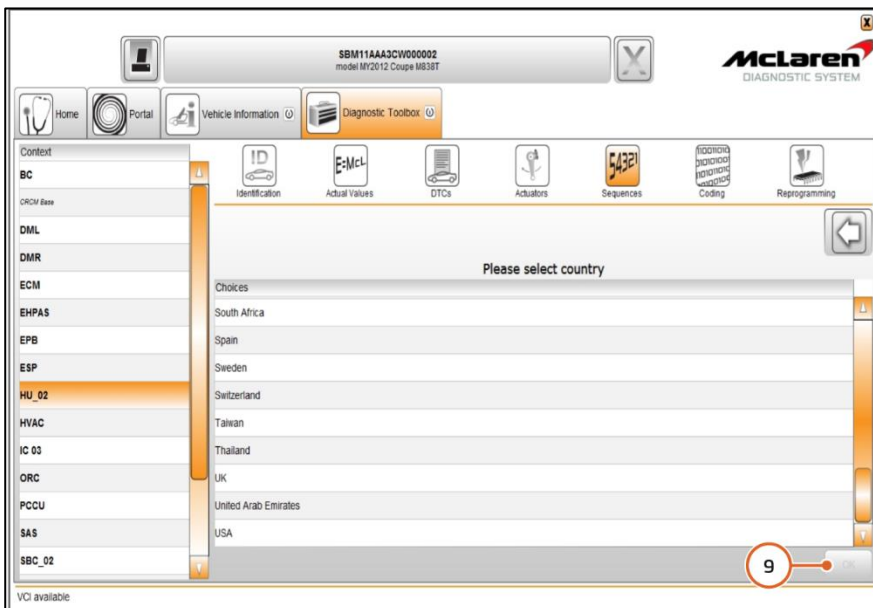 X
SBM11AAA3CW000002
model MY2012 Coupe M838T
McLaren
DIAGNOSTIC SYSTEM
Home
Portal
Vehicle Information
Diagnostic Toolbox
Context
BC
CRCM Base
DML
DMR
ECM
EHPAS
EPB
ESP
HU_02
HVAC
IC 03
ORC
PCCU
SAS
SBC_02
ID
Identification
E=McL
Actual Values
DTCs
Actuators
54321
Sequences
Coding
Reprogramming
Please select country
Choices
South Africa
Spain
Sweden
Switzerland
Taiwan
Thailand
UK
United Arab Emirates
USA
9
OK
VCI available